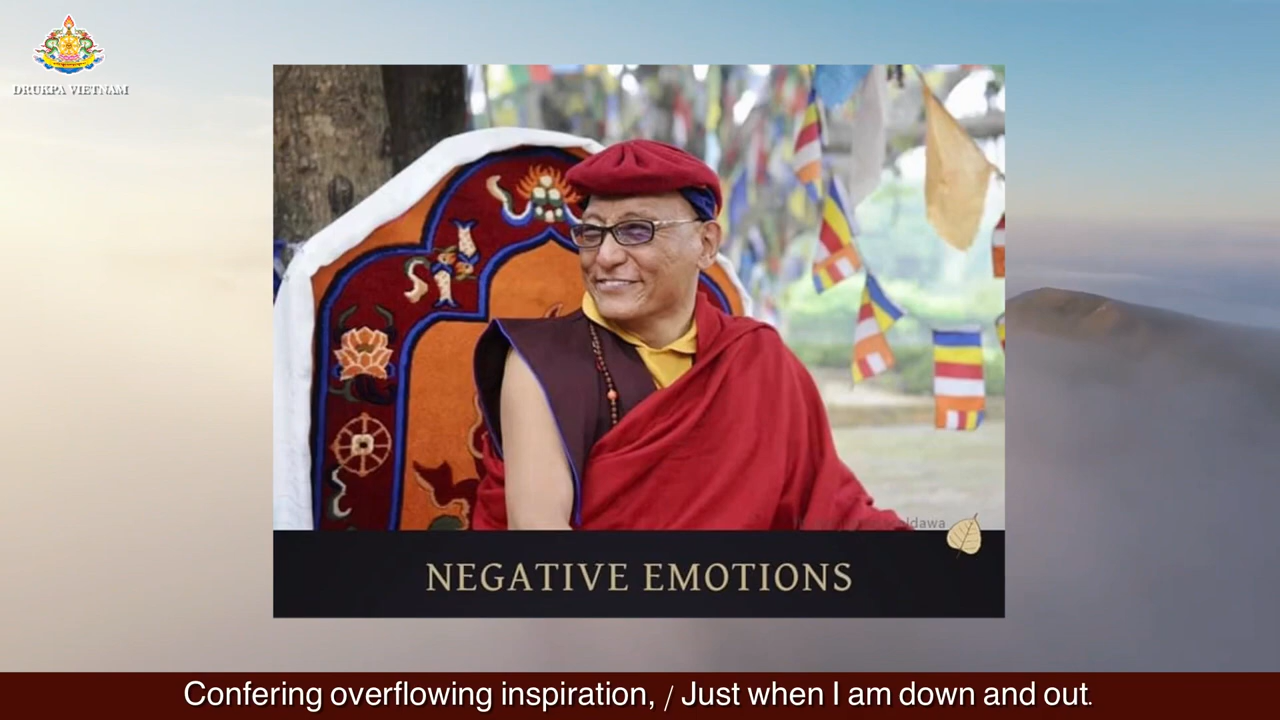 DRUKPA VIETNAM
NEGATIVE EMOTIONS
Confering overflowing inspiration, / Just when I am down and out.